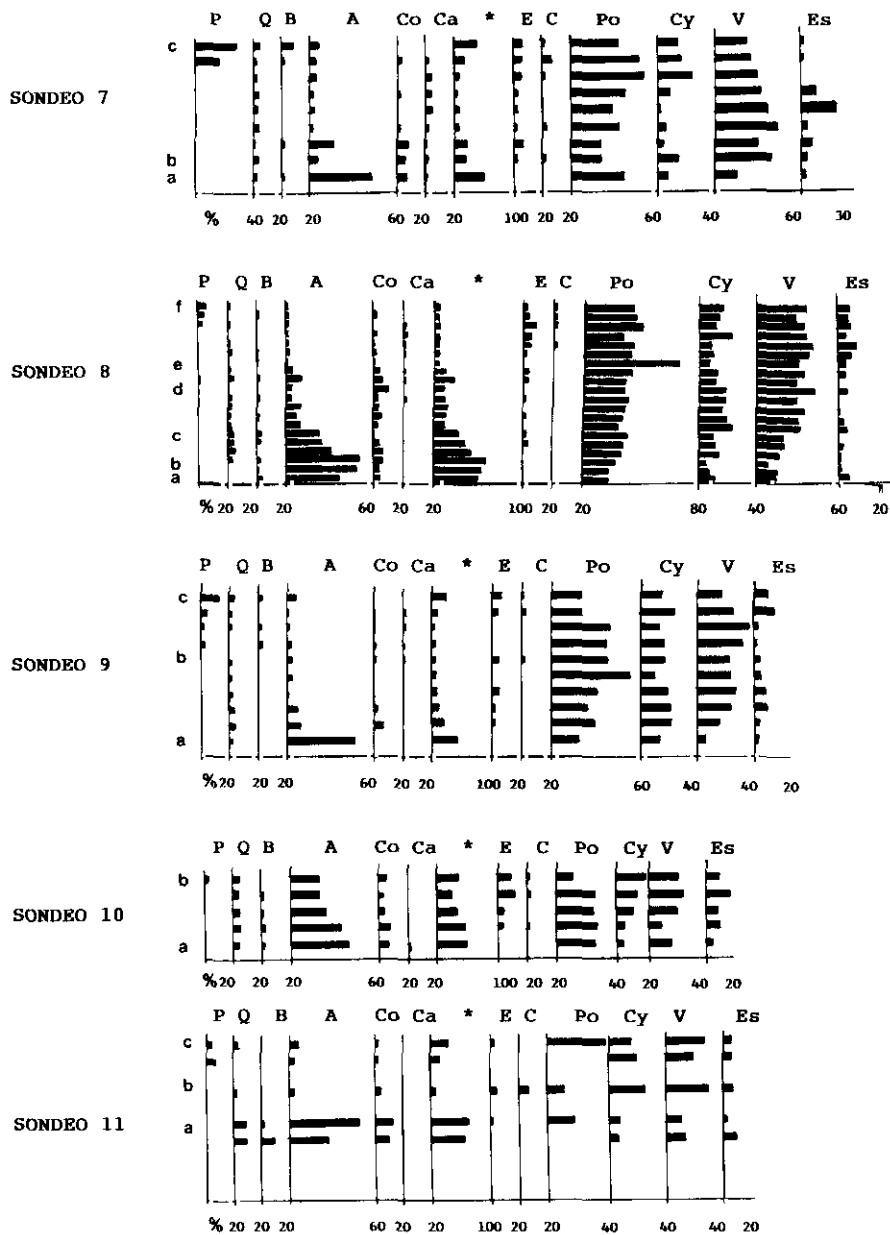 P Q B A Co Ca * E C Po Cy V Es
c
SONDEO 7
b
a
% 40 20 20 60 20 20 100 20 20 60 40 60 30
P Q B A Co Ca * E C Po Cy V Es
f
e
SONDEO 8
d
c
b
a
% 20 20 20 60 20 20 100 20 20 80 40 60 20
P Q B A Co Ca * E C Po Cy V Es
c
SONDEO 9
b
a
% 20 20 20 60 20 20 100 20 20 60 40 40 20
P Q B A Co Ca * E C Po Cy V Es
b
SONDEO 10
a
% 20 20 20 60 20 20 100 20 20 40 20 40 20
P Q B A Co Ca * E C Po Cy V Es
c
b
SONDEO 11
a
% 20 20 20 60 20 20 100 20 20 40 40 40 20